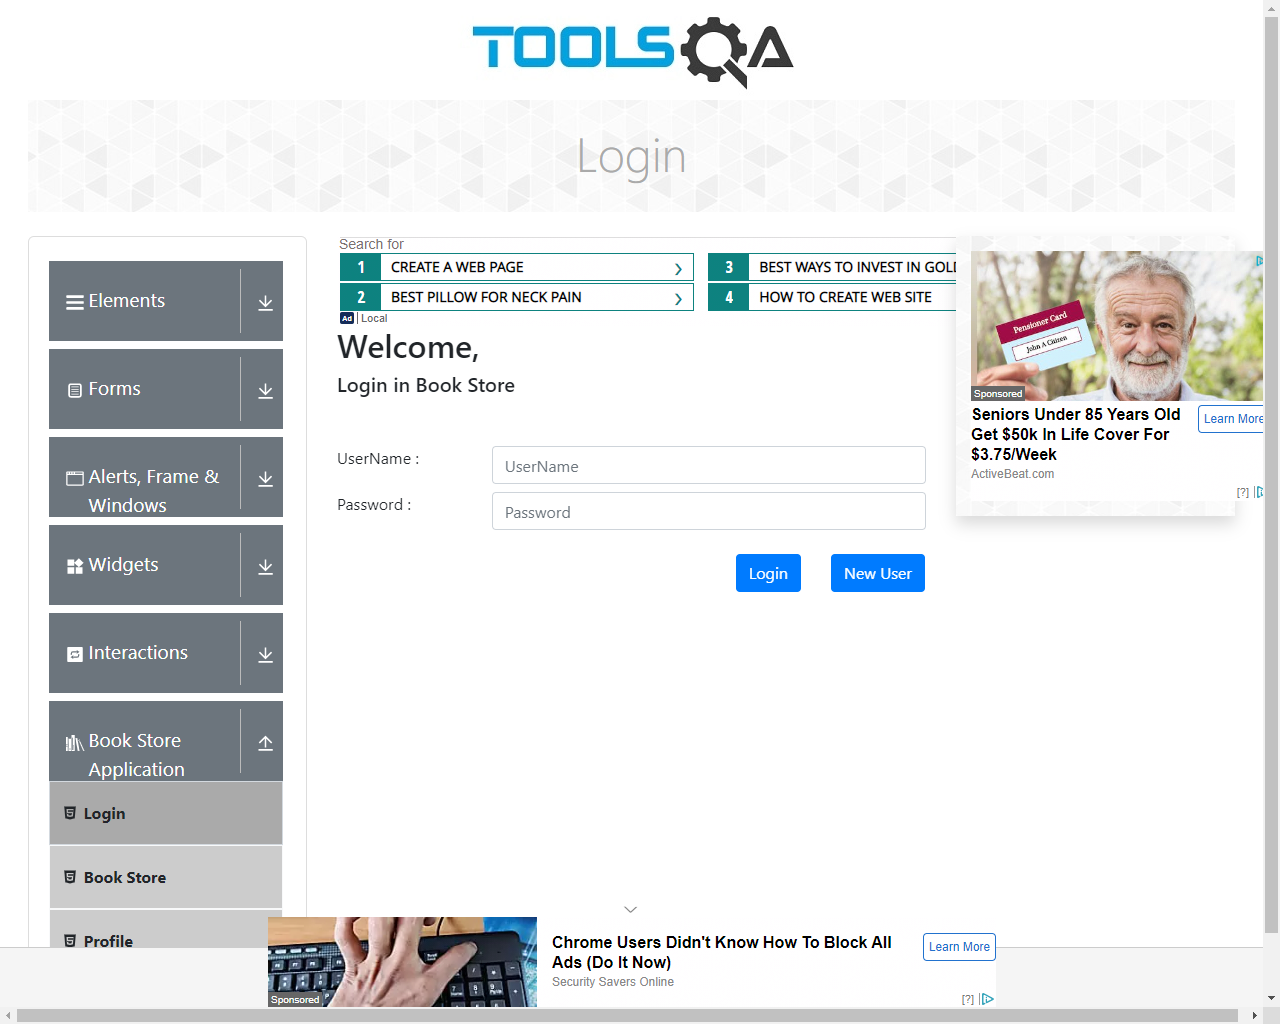 TOOLSQA
Login
Elements
Forms
Alerts, Frame &
Windows
Widgets
Interactions
Book Store
Application
Login
Book Store
Profile
Search for
1 CREATE A WEB PAGE
2 BEST PILLOW FOR NECK PAIN
3 BEST WAYS TO INVEST IN GOLD
4 HOW TO CREATE WEB SITE
Ad | Local
Welcome,
Login in Book Store
UserName :
UserName
Password :
Password
Login
New User
Pensioner Card
John A Citizen
Sponsored
Seniors Under 85 Years Old
Get $50k In Life Cover For
$3.75/Week
Learn More
ActiveBeat.com
[?]
Sponsored
Chrome Users Didn't Know How To Block All
Ads (Do It Now)
Security Savers Online
Learn More
[?]